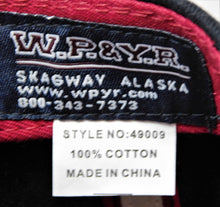 W.P.&Y.R.
SKAGWAY ALASKA
www.wpyr.com
800-343-7373
STYLE NO:49009
100% COTTON
MADE IN CHINA